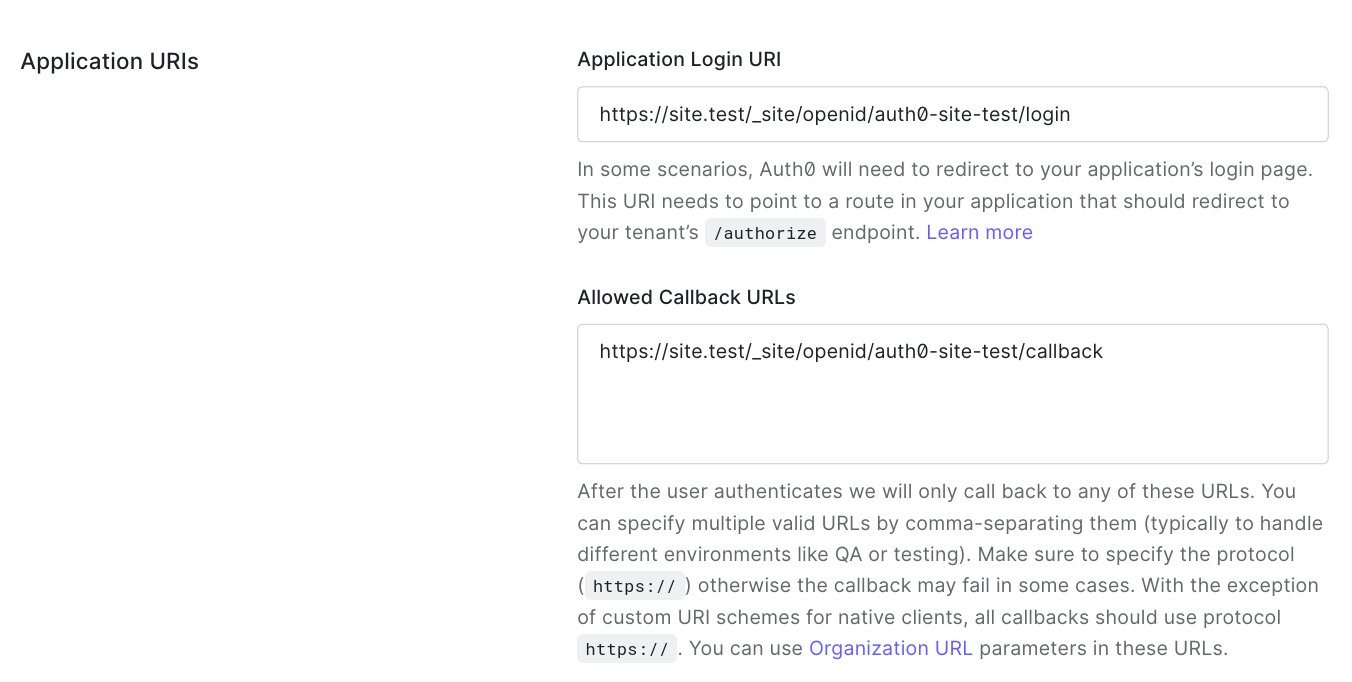 Application URIs
Application Login URI
https://site.test/_site/openid/auth0-site-test/login
In some scenarios, Auth0 will need to redirect to your application’s login page.
This URI needs to point to a route in your application that should redirect to
your tenant’s /authorize endpoint. Learn more
Allowed Callback URLs
https://site.test/_site/openid/auth0-site-test/callback
After the user authenticates we will only call back to any of these URLs. You
can specify multiple valid URLs by comma-separating them (typically to handle
different environments like QA or testing). Make sure to specify the protocol
(https://) otherwise the callback may fail in some cases. With the exception
of custom URI schemes for native clients, all callbacks should use protocol
https://. You can use Organization URL parameters in these URLs.